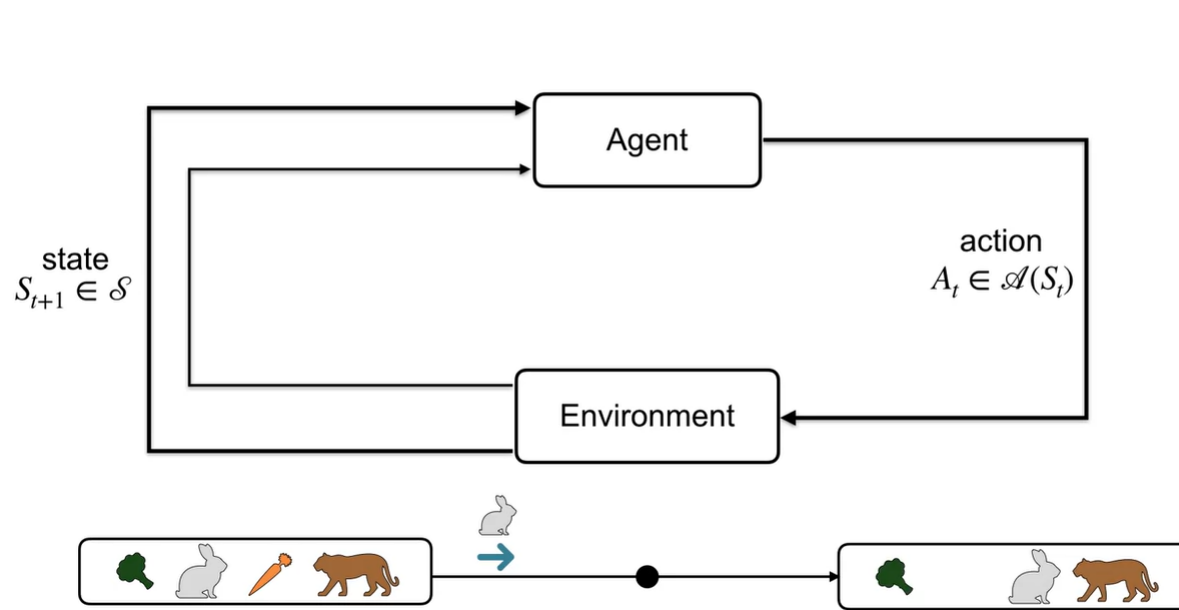 Agent
state
S_{t+1} ∈ 𝒮
action
A_t ∈ 𝒜(S_t)
Environment